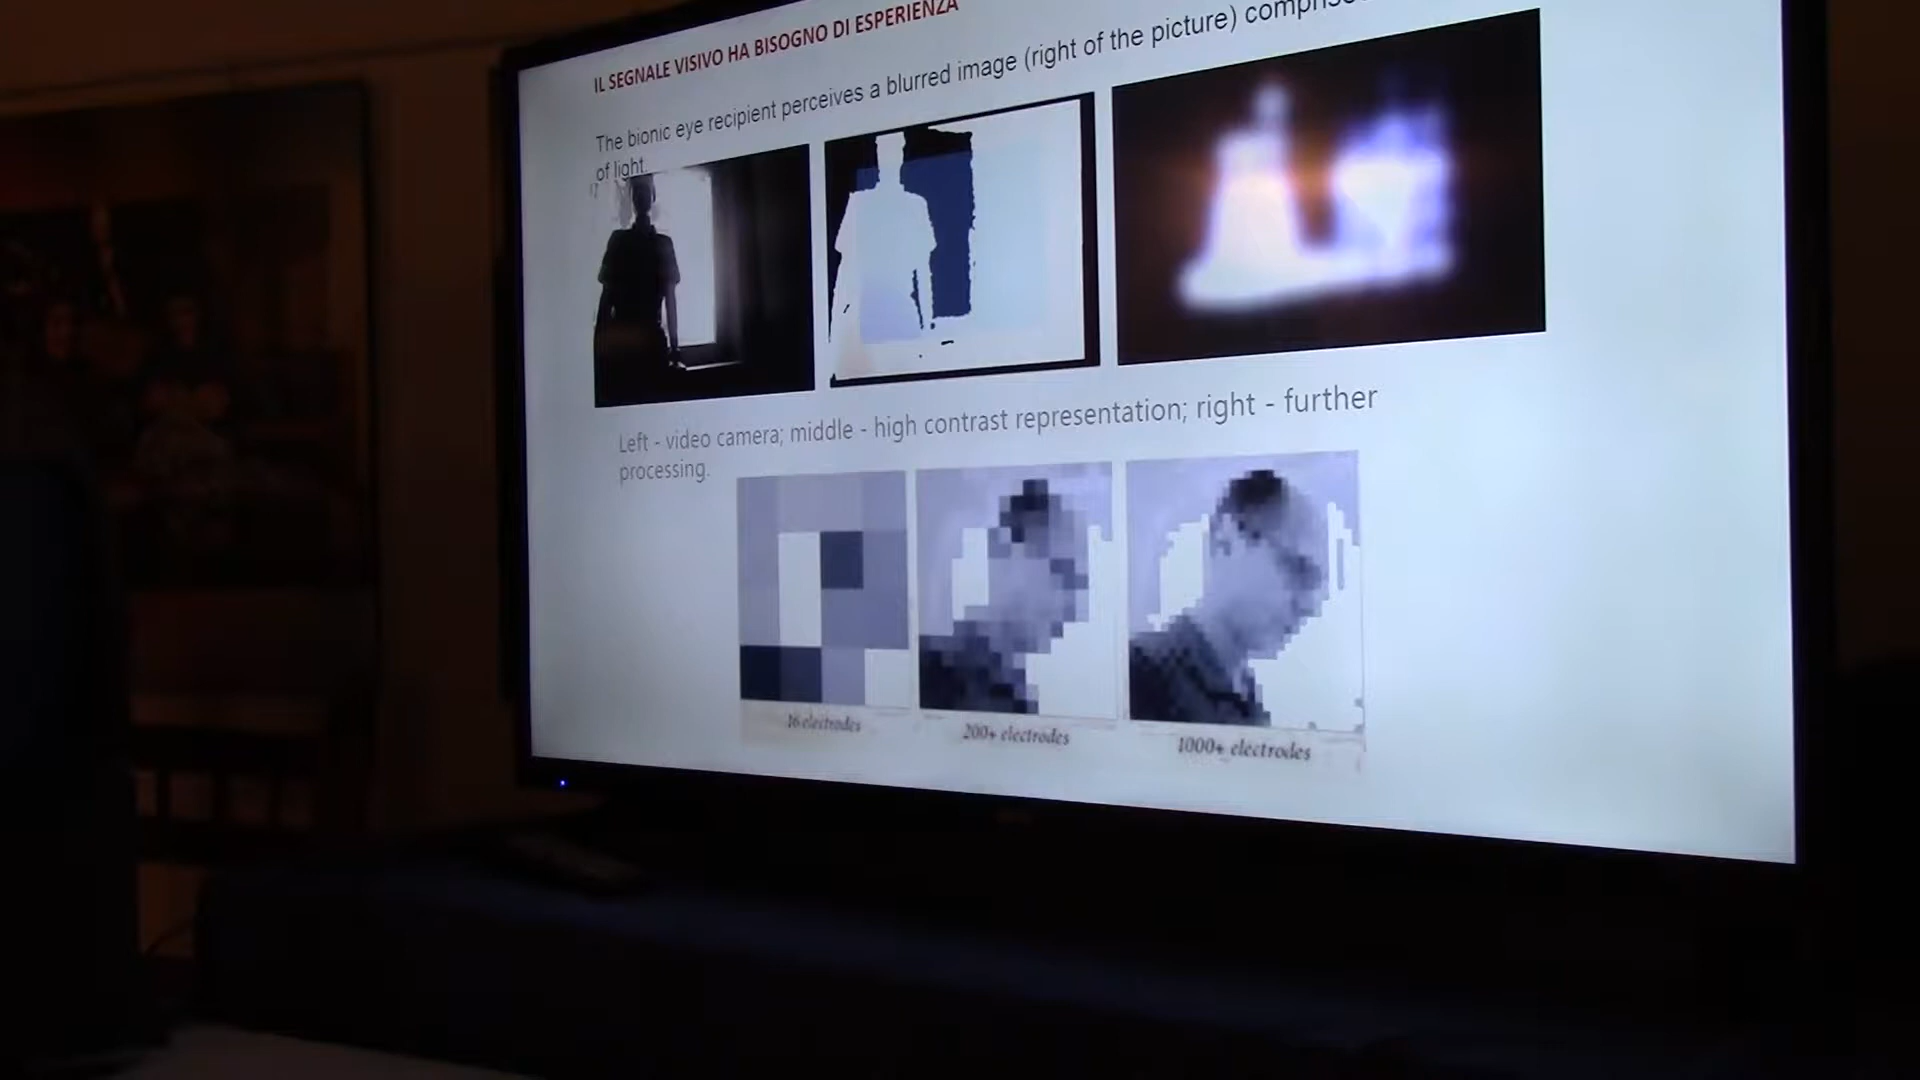 IL SEGNALE VISIVO HA BISOGNO DI ESPERIENZA
The bionic eye recipient perceives a blurred image (right of the picture)
of light.
Left - video camera; middle - high contrast representation; right - further
processing.
16 electrodes
200+ electrodes
1000+ electrodes